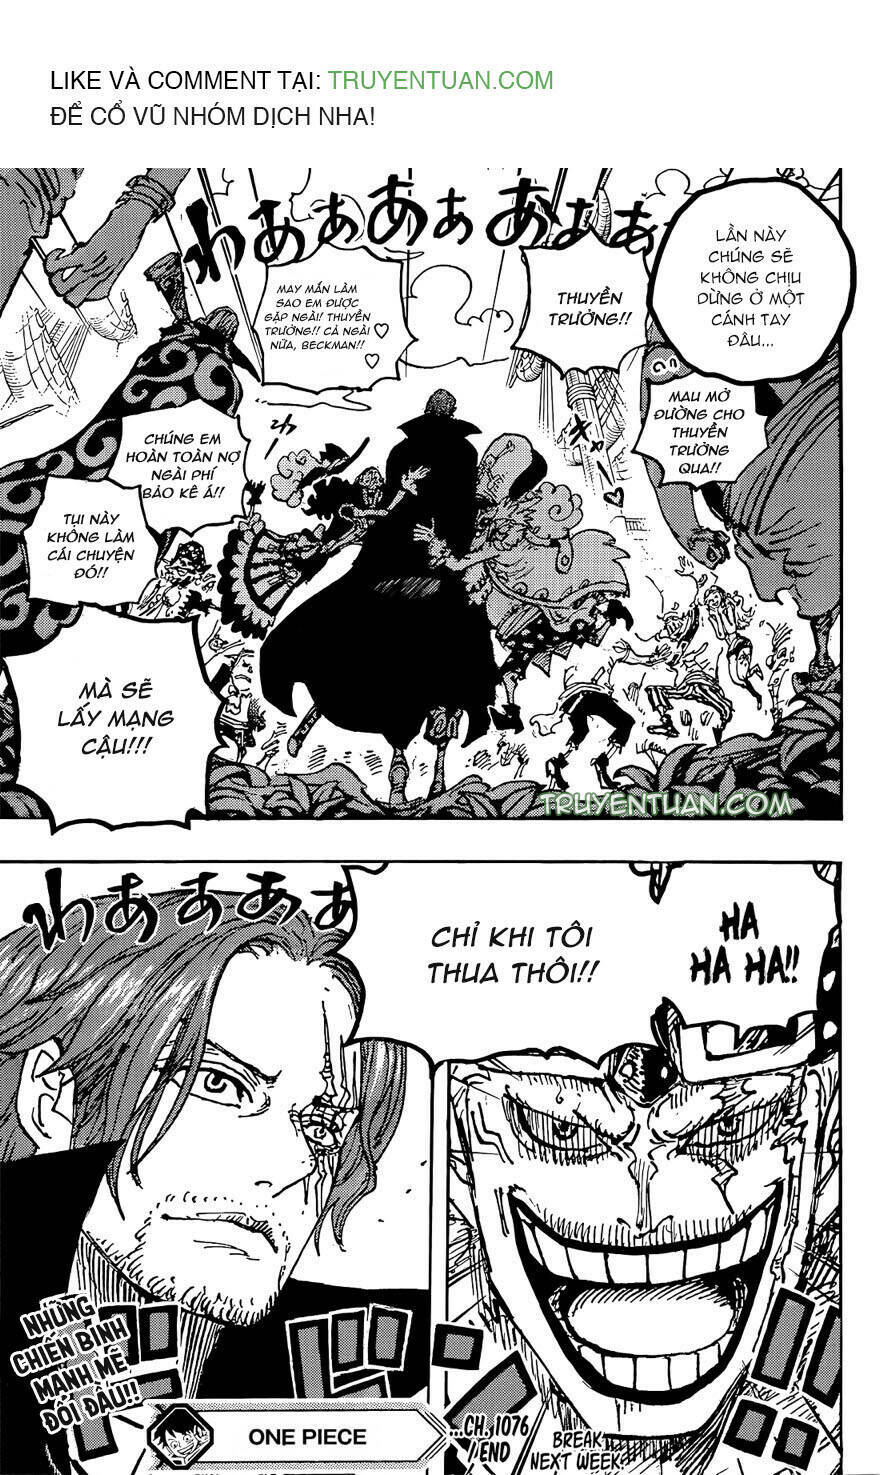 LIKE VÀ COMMENT TẠI: TRUYENTUAN.COM
ĐỂ CỔ VŨ NHÓM DỊCH NHA!
わあああぁあぁあ
LẦN NÀY
CHÚNG SẼ
KHÔNG CHỊU
DỪNG Ở MỘT
CÁNH TAY
ĐÂU...
THUYỀN
TRƯỞNG!!
MAU MỞ
ĐƯỜNG CHO
THUYỀN
TRƯỞNG
QUA!!
MAY MẮN LÀM
SAO EM ĐƯỢC
GẶP NGÀI! THUYỀN
TRƯỞNG!! CẢ NGÀI
NỮA, BECKMAN!!
CHÚNG EM
HOÀN TOÀN NỢ
NGÀI PHÍ
BẢO KÊ Á!!
TỤI NÀY
KHÔNG LÀM
CÁI CHUYỆN
ĐÓ!!
MÀ SẼ
LẤY MẠNG
CẬU!!!
TRUYENTUAN.COM
HA
HA HA!!
CHỈ KHI TÔI
THUA THÔI!!
わぁあああぁ
NHỮNG
CHIẾN BINH
MẠNH MẼ
ĐỐI ĐẦU!!
ONE PIECE
...CH. 1076
/ END
BREAK
NEXT WEEK